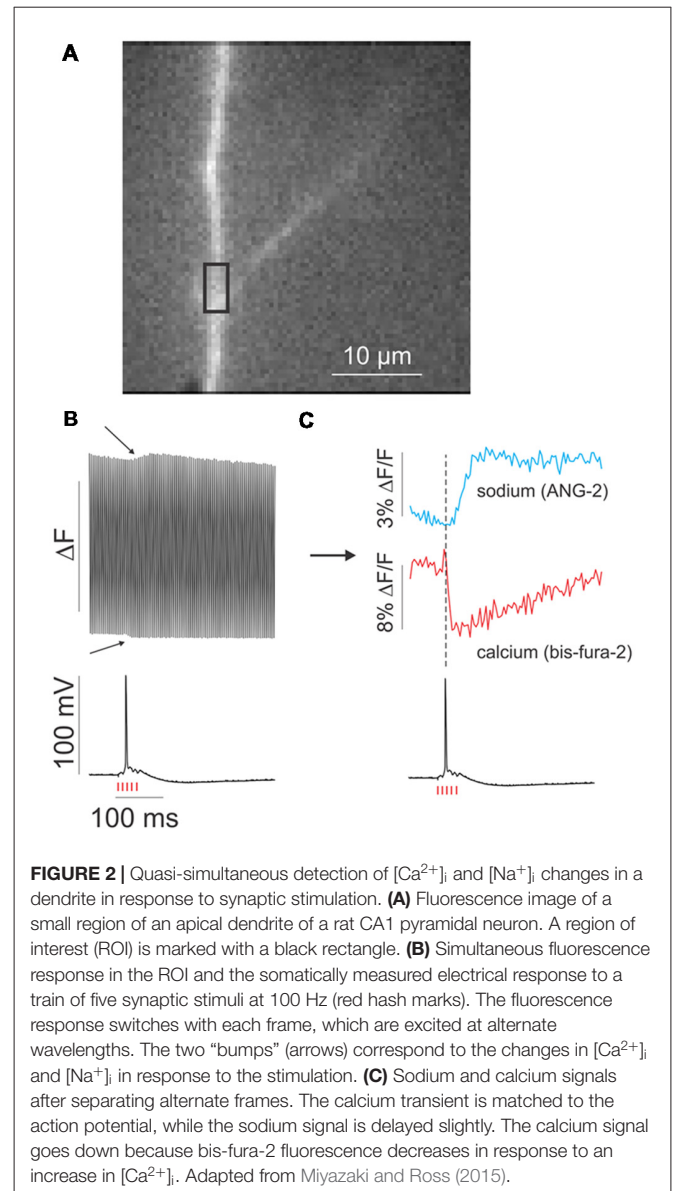 A
10 µm
B
C
ΔF
3% ΔF/F
sodium (ANG-2)
8% ΔF/F
calcium (bis-fura-2)
100 mV
100 ms
FIGURE 2 | Quasi-simultaneous detection of [Ca²⁺]ᵢ and [Na⁺]ᵢ changes in a
dendrite in response to synaptic stimulation. (A) Fluorescence image of a
small region of an apical dendrite of a rat CA1 pyramidal neuron. A region of
interest (ROI) is marked with a black rectangle. (B) Simultaneous fluorescence
response in the ROI and the somatically measured electrical response to a
train of five synaptic stimuli at 100 Hz (red hash marks). The fluorescence
response switches with each frame, which are excited at alternate
wavelengths. The two “bumps” (arrows) correspond to the changes in [Ca²⁺]ᵢ
and [Na⁺]ᵢ in response to the stimulation. (C) Sodium and calcium signals
after separating alternate frames. The calcium transient is matched to the
action potential, while the sodium signal is delayed slightly. The calcium signal
goes down because bis-fura-2 fluorescence decreases in response to an
increase in [Ca²⁺]ᵢ. Adapted from Miyazaki and Ross (2015).